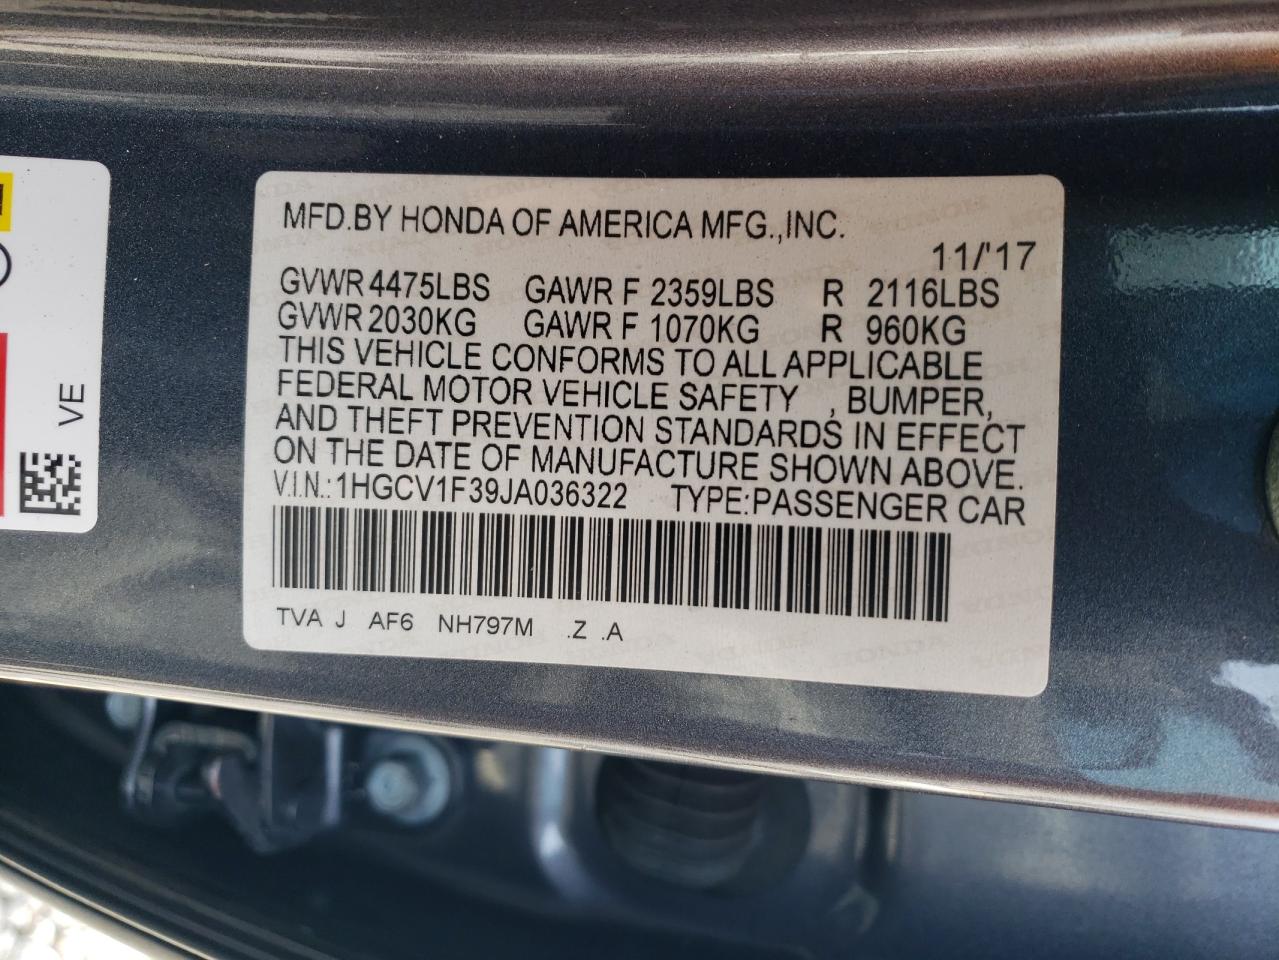 MFD.BY HONDA OF AMERICA MFG.,INC.
11/'17
GVWR 4475LBS GAWR F 2359LBS R 2116LBS
GVWR 2030KG GAWR F 1070KG R 960KG
THIS VEHICLE CONFORMS TO ALL APPLICABLE
FEDERAL MOTOR VEHICLE SAFETY , BUMPER,
AND THEFT PREVENTION STANDARDS IN EFFECT
ON THE DATE OF MANUFACTURE SHOWN ABOVE.
V.I.N.:1HGCV1F39JA036322 TYPE:PASSENGER CAR
TVA J AF6 NH797M .Z .A
VE